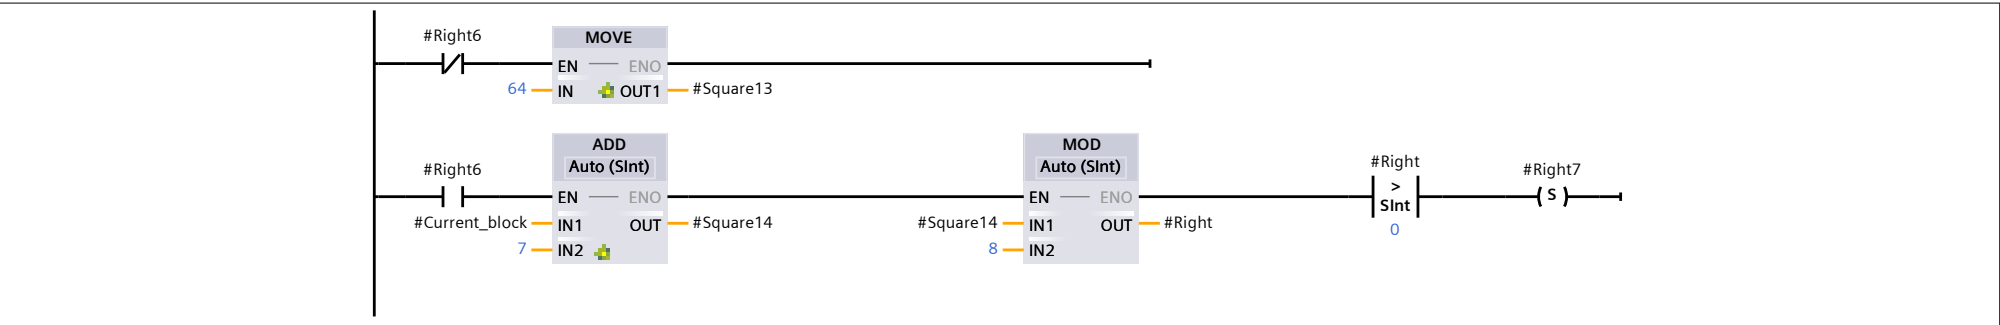 #Right6
MOVE
EN ENO
64 IN OUT1 #Square13
#Right6
ADD
Auto (SInt)
EN ENO
#Current_block IN1 OUT #Square14
7 IN2
MOD
Auto (SInt)
EN ENO
#Square14 IN1 OUT #Right
8 IN2
#Right
>
SInt
0
#Right7
S